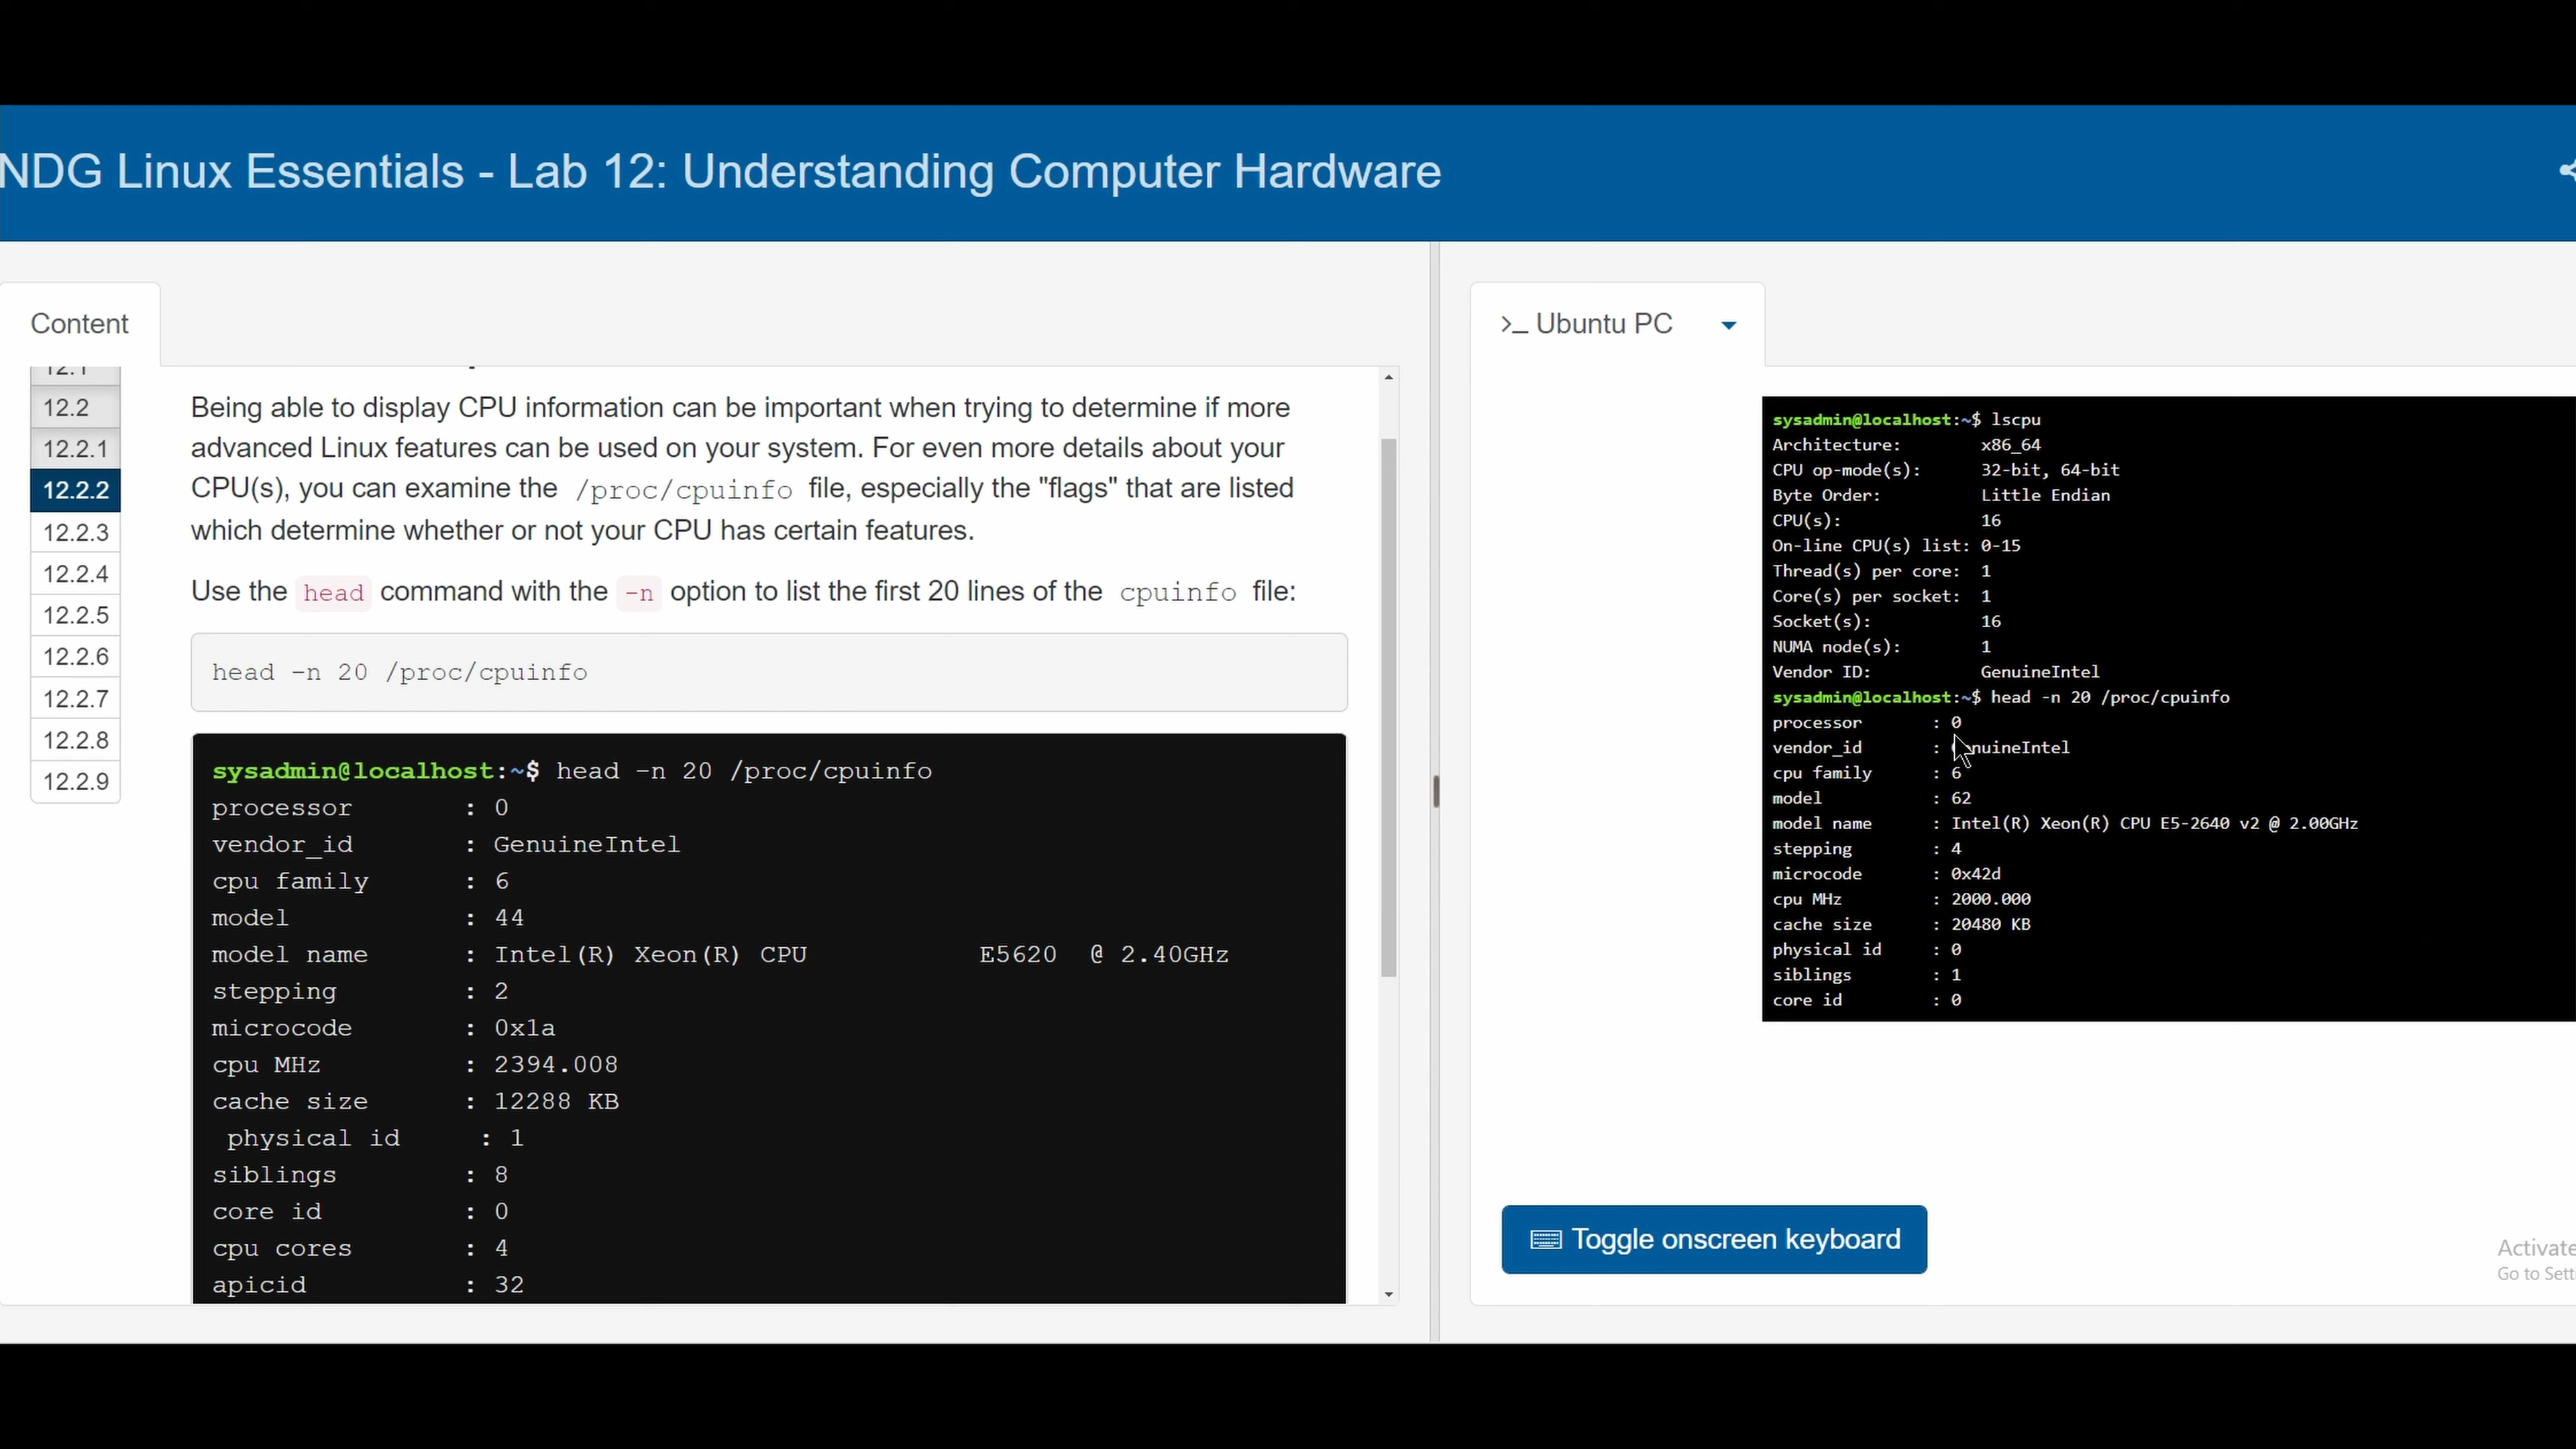 NDG Linux Essentials - Lab 12: Understanding Computer Hardware
Content
12.1
12.2
12.2.1
12.2.2
12.2.3
12.2.4
12.2.5
12.2.6
12.2.7
12.2.8
12.2.9
Being able to display CPU information can be important when trying to determine if more
advanced Linux features can be used on your system. For even more details about your
CPU(s), you can examine the /proc/cpuinfo file, especially the "flags" that are listed
which determine whether or not your CPU has certain features.
Use the head command with the -n option to list the first 20 lines of the cpuinfo file:
head -n 20 /proc/cpuinfo
sysadmin@localhost:~$ head -n 20 /proc/cpuinfo
processor : 0
vendor_id : GenuineIntel
cpu family : 6
model : 44
model name : Intel(R) Xeon(R) CPU E5620 @ 2.40GHz
stepping : 2
microcode : 0x1a
cpu MHz : 2394.008
cache size : 12288 KB
physical id : 1
siblings : 8
core id : 0
cpu cores : 4
apicid : 32
>_ Ubuntu PC
sysadmin@localhost:~$ lscpu
Architecture: x86_64
CPU op-mode(s): 32-bit, 64-bit
Byte Order: Little Endian
CPU(s): 16
On-line CPU(s) list: 0-15
Thread(s) per core: 1
Core(s) per socket: 1
Socket(s): 16
NUMA node(s): 1
Vendor ID: GenuineIntel
sysadmin@localhost:~$ head -n 20 /proc/cpuinfo
processor : 0
vendor_id : GenuineIntel
cpu family : 6
model : 62
model name : Intel(R) Xeon(R) CPU E5-2640 v2 @ 2.00GHz
stepping : 4
microcode : 0x42d
cpu MHz : 2000.000
cache size : 20480 KB
physical id : 0
siblings : 1
core id : 0
Toggle onscreen keyboard
Activate
Go to Sett